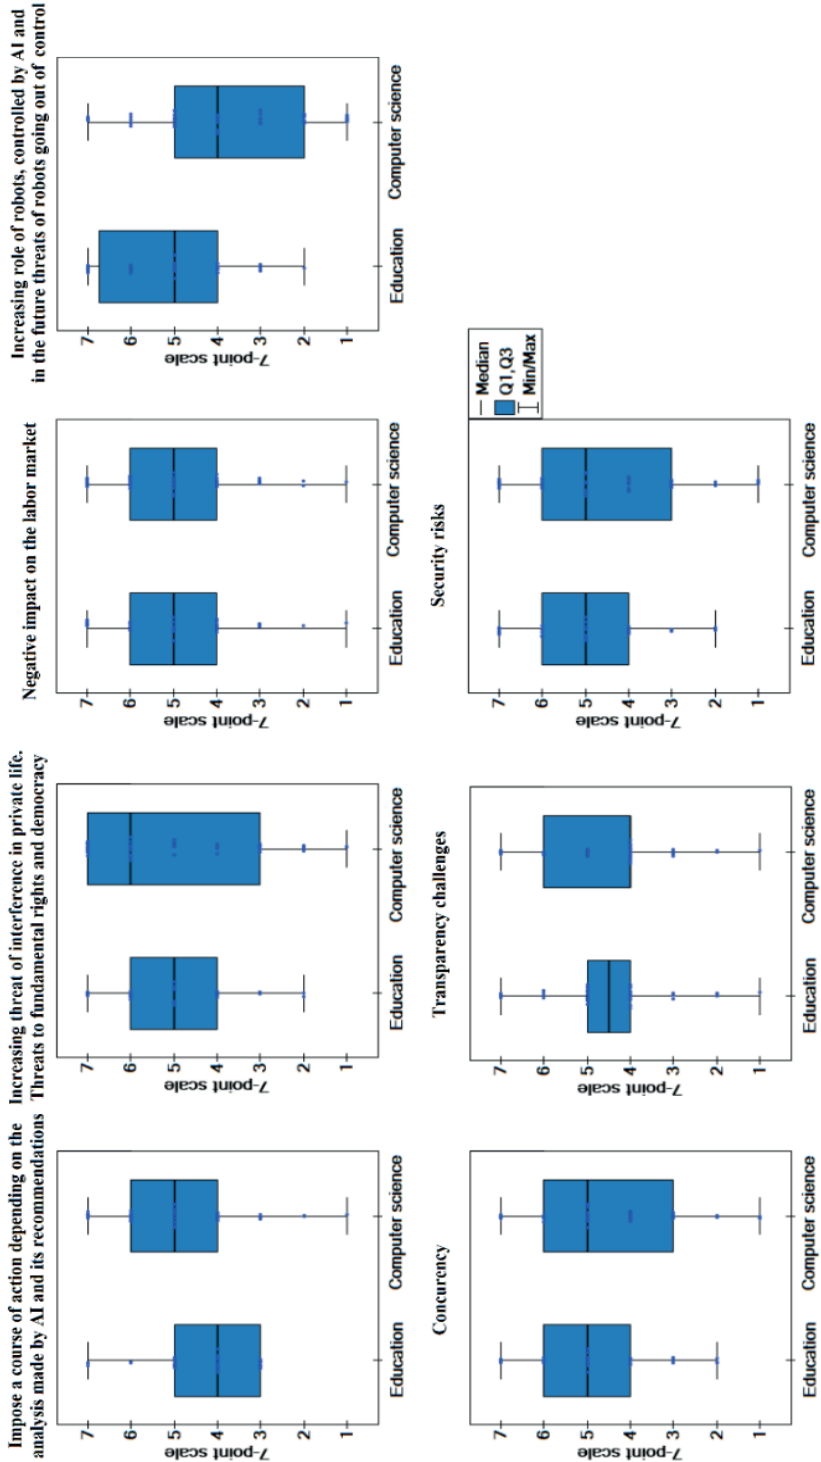 Impose a course of action depending on the
analysis made by AI and its recommendations
7-point scale
7
6
5
4
3
2
1
Education
Computer science
Increasing threat of interference in private life.
Threats to fundamental rights and democracy
7-point scale
7
6
5
4
3
2
1
Education
Computer science
Negative impact on the labor market
7-point scale
7
6
5
4
3
2
1
Education
Computer science
Increasing role of robots, controlled by AI and
in the future threats of robots going out of control
7-point scale
7
6
5
4
3
2
1
Education
Computer science
Concurency
7-point scale
7
6
5
4
3
2
1
Education
Computer science
Transparency challenges
7-point scale
7
6
5
4
3
2
1
Education
Computer science
Security risks
7-point scale
7
6
5
4
3
2
1
Education
Computer science
Median
Q1,Q3
Min/Max